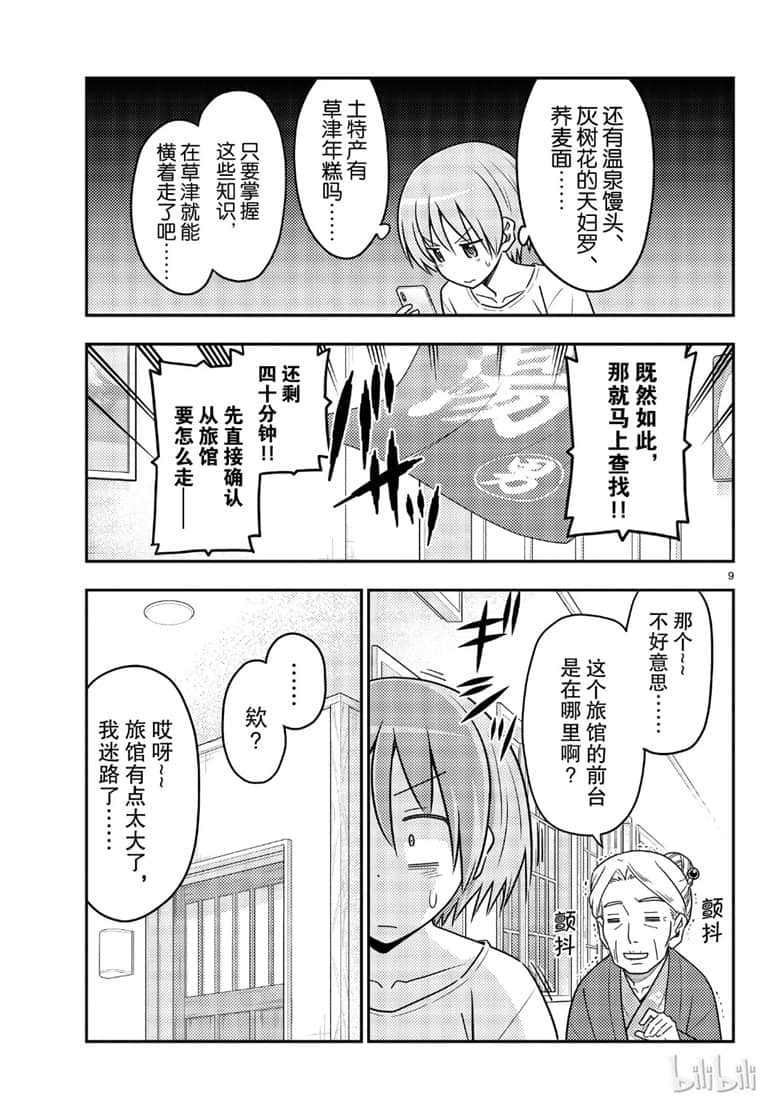 还有温泉馒头、
灰树花的天妇罗、
荞麦面……
土特产有
草津年糕吗……
只要掌握
这些知识，
在草津就能
横着走了吧……
既然如此，
那就马上查找!!
湯
还剩
四十分钟!!
先直接确认
从旅馆
要怎么走
——
9
那个~~
不好意思……
这个旅馆的前台
是在哪里啊？
颤抖
颤抖
……
欸？
哎呀~~
旅馆有点太大了，
我迷路了……
bilibili